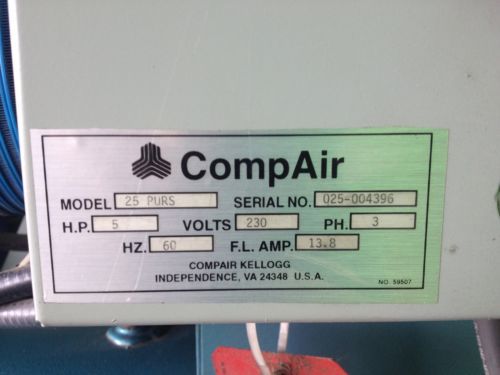 CompAir
MODEL 25 PURS SERIAL NO. 025-004396
H.P. 5 VOLTS 230 PH. 3
HZ. 60 F.L. AMP. 13.8
COMPAIR KELLOGG
INDEPENDENCE, VA 24348 U.S.A.
NO. 59507